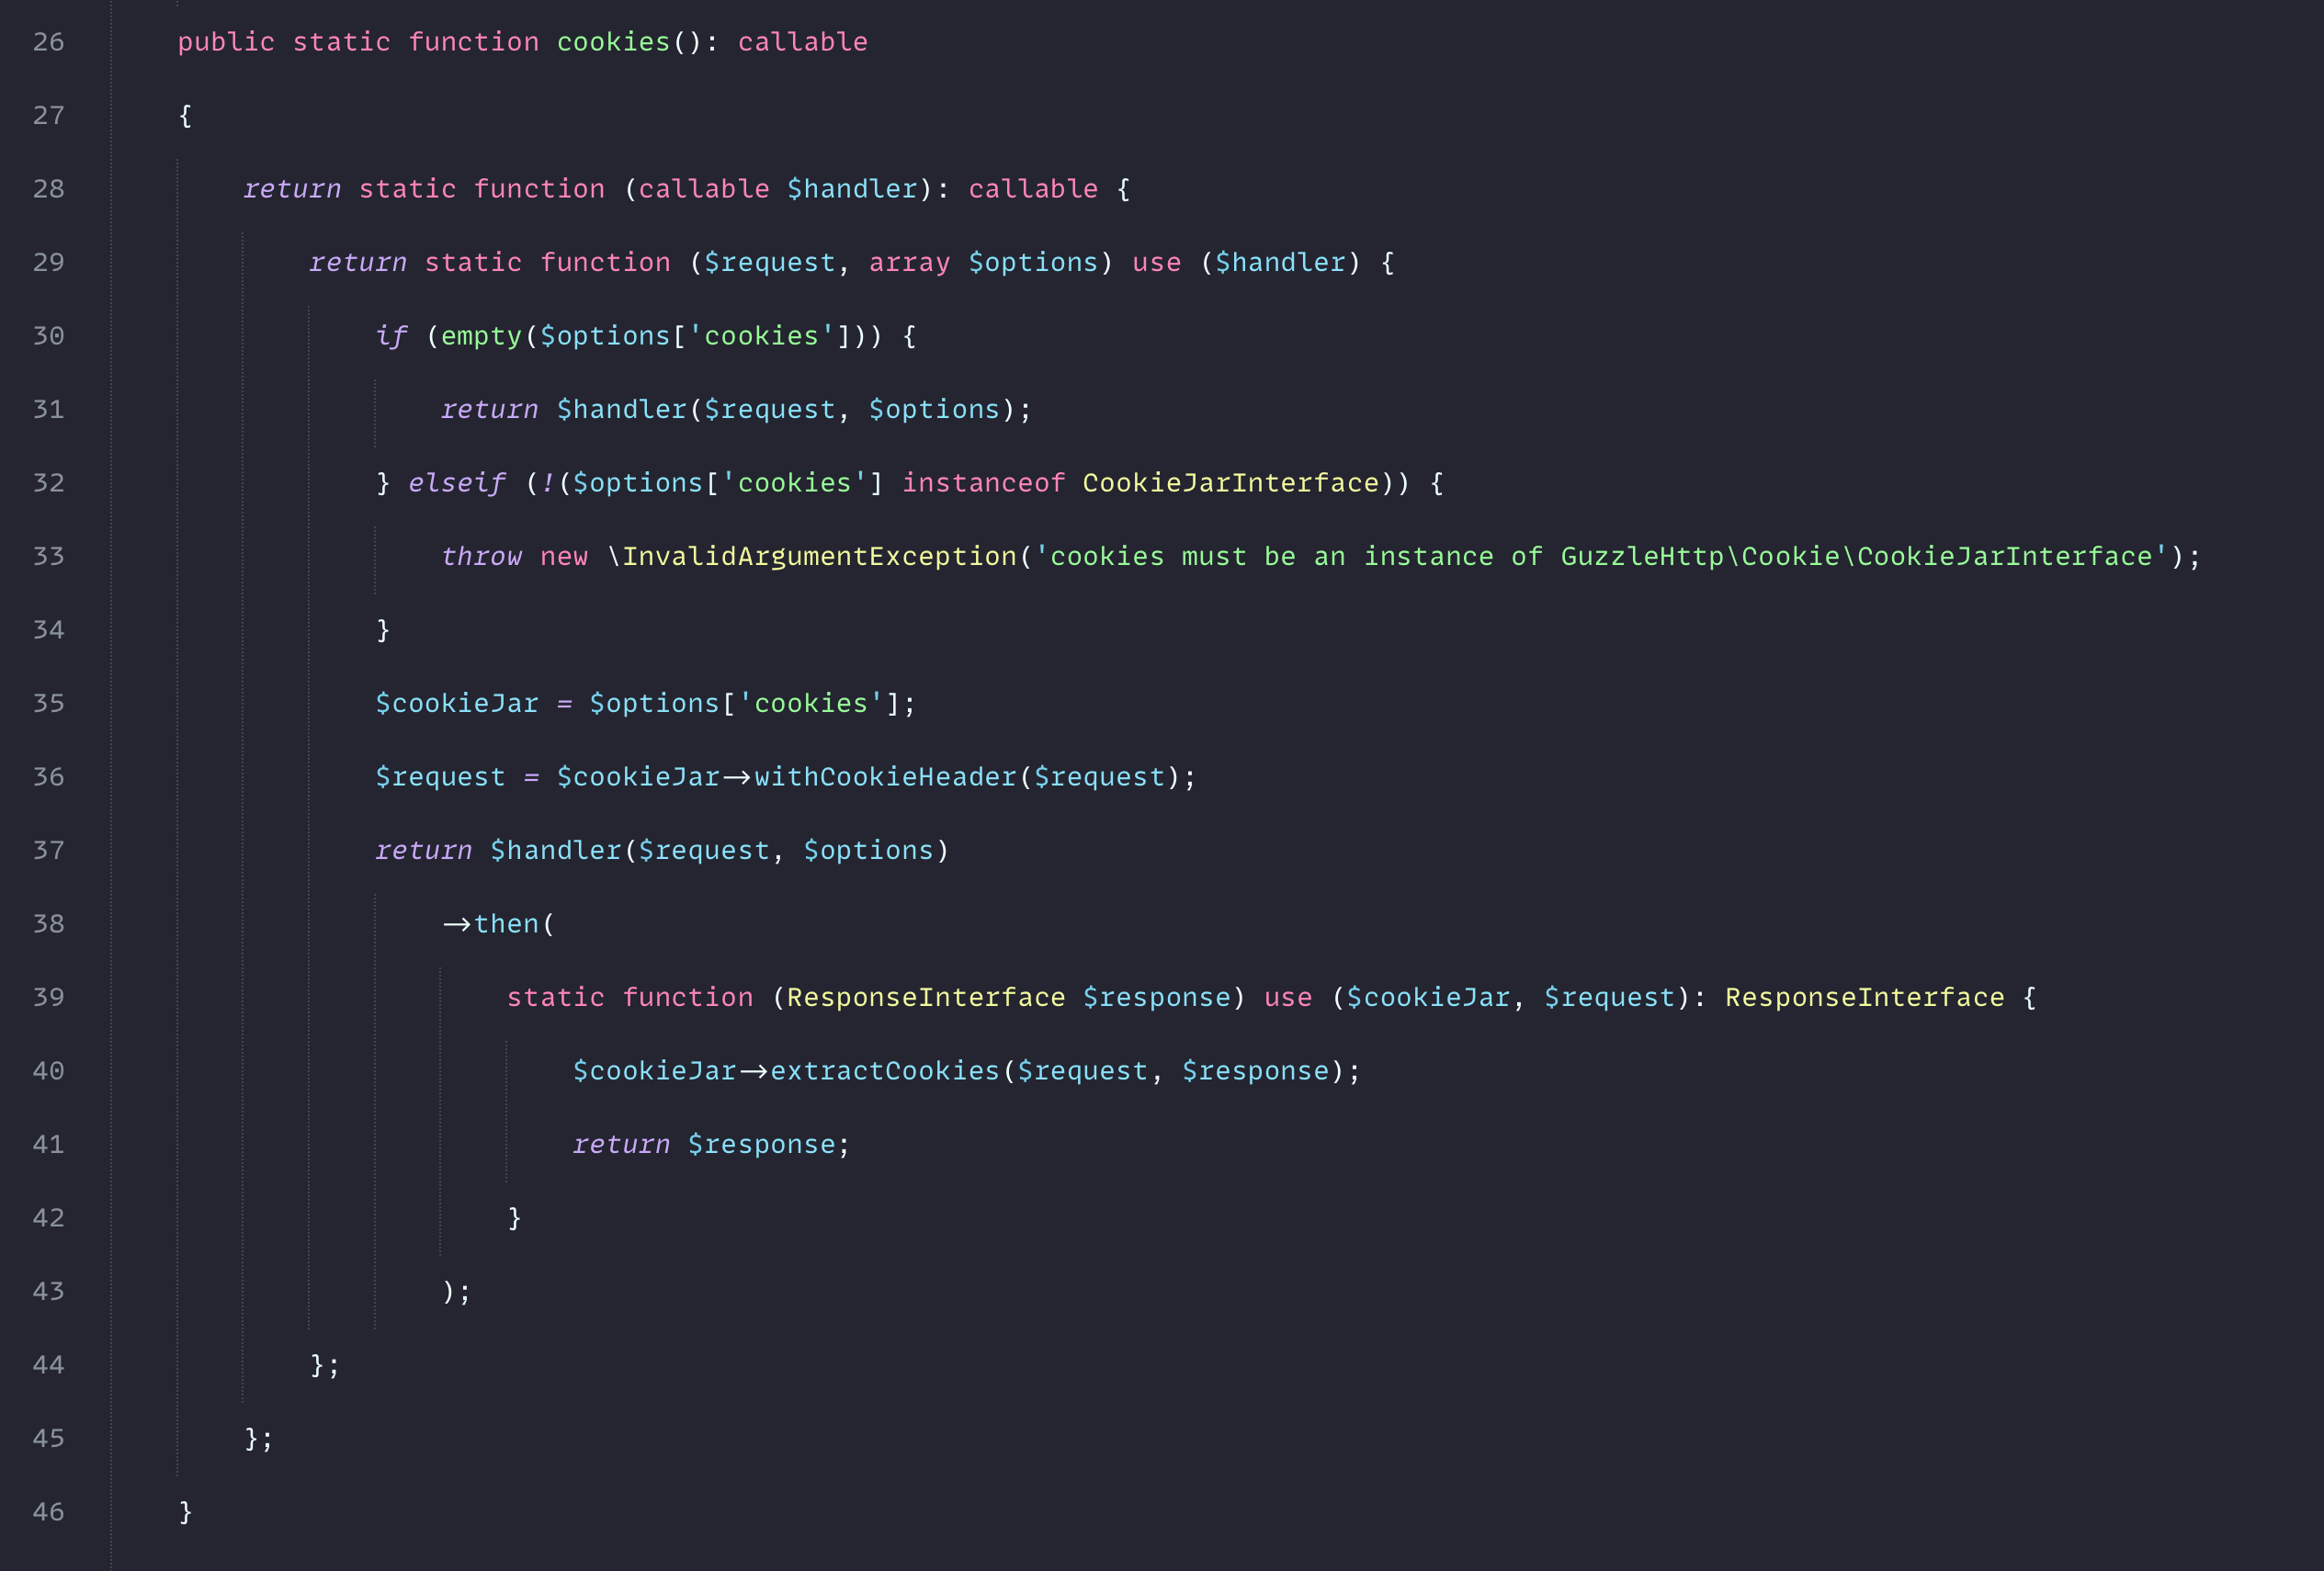 26 public static function cookies(): callable
27 {
28 return static function (callable $handler): callable {
29 return static function ($request, array $options) use ($handler) {
30 if (empty($options['cookies'])) {
31 return $handler($request, $options);
32 } elseif (!($options['cookies'] instanceof CookieJarInterface)) {
33 throw new \InvalidArgumentException('cookies must be an instance of GuzzleHttp\Cookie\CookieJarInterface');
34 }
35 $cookieJar = $options['cookies'];
36 $request = $cookieJar->withCookieHeader($request);
37 return $handler($request, $options)
38 ->then(
39 static function (ResponseInterface $response) use ($cookieJar, $request): ResponseInterface {
40 $cookieJar->extractCookies($request, $response);
41 return $response;
42 }
43 );
44 };
45 };
46 }